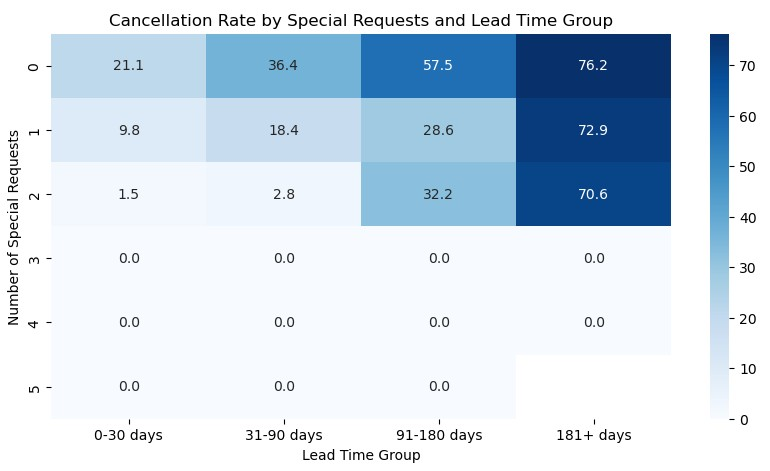 Cancellation Rate by Special Requests and Lead Time Group
Number of Special Requests
0 21.1 36.4 57.5 76.2
1 9.8 18.4 28.6 72.9
2 1.5 2.8 32.2 70.6
3 0.0 0.0 0.0 0.0
4 0.0 0.0 0.0 0.0
5 0.0 0.0 0.0
0-30 days 31-90 days 91-180 days 181+ days
Lead Time Group
70
60
50
40
30
20
10
0